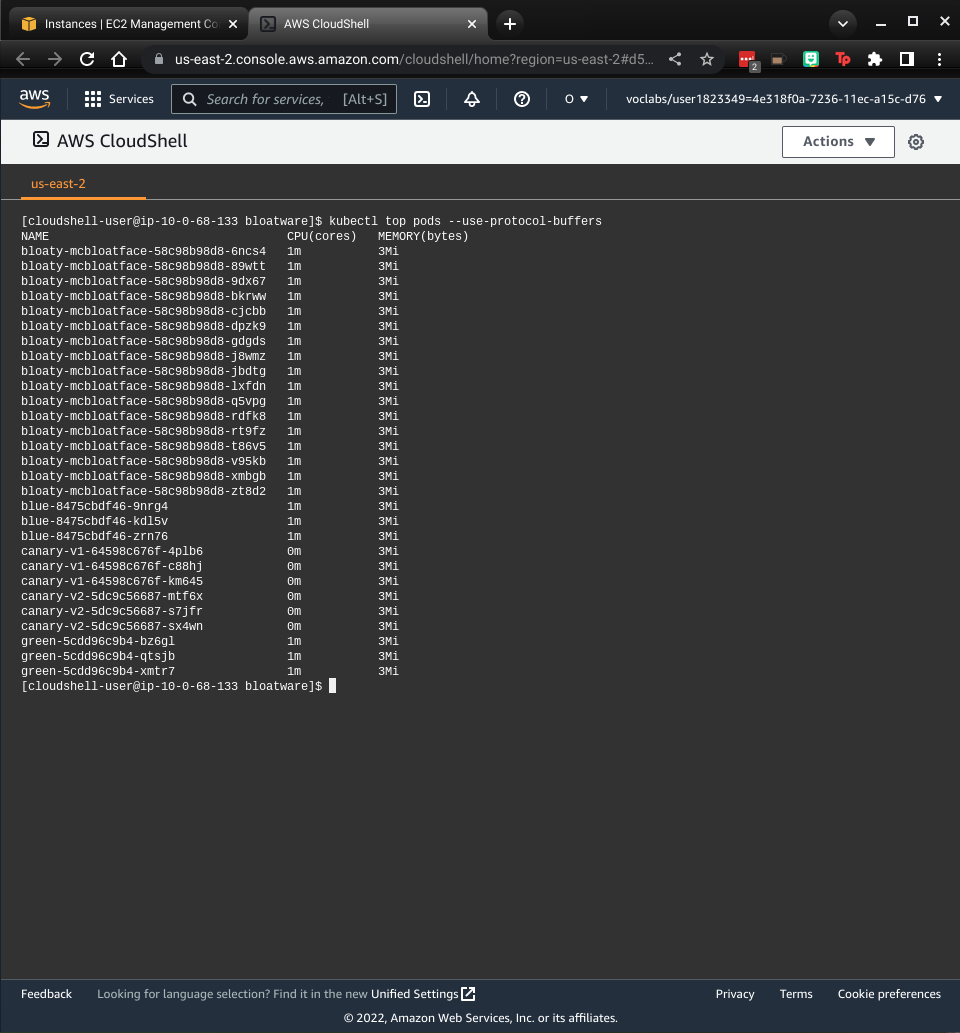 Instances | EC2 Management Co
AWS CloudShell
us-east-2.console.aws.amazon.com/cloudshell/home?region=us-east-2#d5...
2
Tp
aws
Services
Search for services,
[Alt+S]
O
voclabs/user1823349=4e318f0a-7236-11ec-a15c-d76
AWS CloudShell
Actions
us-east-2
[cloudshell-user@ip-10-0-68-133 bloatware]$ kubectl top pods --use-protocol-buffers
NAME CPU(cores) MEMORY(bytes)
bloaty-mcbloatface-58c98b98d8-6ncs4 1m 3Mi
bloaty-mcbloatface-58c98b98d8-89wtt 1m 3Mi
bloaty-mcbloatface-58c98b98d8-9dx67 1m 3Mi
bloaty-mcbloatface-58c98b98d8-bkrww 1m 3Mi
bloaty-mcbloatface-58c98b98d8-cjcbb 1m 3Mi
bloaty-mcbloatface-58c98b98d8-dpzk9 1m 3Mi
bloaty-mcbloatface-58c98b98d8-gdgds 1m 3Mi
bloaty-mcbloatface-58c98b98d8-j8wmz 1m 3Mi
bloaty-mcbloatface-58c98b98d8-jbdtg 1m 3Mi
bloaty-mcbloatface-58c98b98d8-lxfdn 1m 3Mi
bloaty-mcbloatface-58c98b98d8-q5vpg 1m 3Mi
bloaty-mcbloatface-58c98b98d8-rdfk8 1m 3Mi
bloaty-mcbloatface-58c98b98d8-rt9fz 1m 3Mi
bloaty-mcbloatface-58c98b98d8-t86v5 1m 3Mi
bloaty-mcbloatface-58c98b98d8-v95kb 1m 3Mi
bloaty-mcbloatface-58c98b98d8-xmbgb 1m 3Mi
bloaty-mcbloatface-58c98b98d8-zt8d2 1m 3Mi
blue-8475cbdf46-9nrg4 1m 3Mi
blue-8475cbdf46-kdl5v 1m 3Mi
blue-8475cbdf46-zrn76 1m 3Mi
canary-v1-64598c676f-4plb6 0m 3Mi
canary-v1-64598c676f-c88hj 0m 3Mi
canary-v1-64598c676f-km645 0m 3Mi
canary-v2-5dc9c56687-mtf6x 0m 3Mi
canary-v2-5dc9c56687-s7jfr 0m 3Mi
canary-v2-5dc9c56687-sx4wn 0m 3Mi
green-5cdd96c9b4-bz6gl 1m 3Mi
green-5cdd96c9b4-qtsjb 1m 3Mi
green-5cdd96c9b4-xmtr7 1m 3Mi
[cloudshell-user@ip-10-0-68-133 bloatware]$
Feedback
Looking for language selection? Find it in the new Unified Settings
Privacy
Terms
Cookie preferences
© 2022, Amazon Web Services, Inc. or its affiliates.